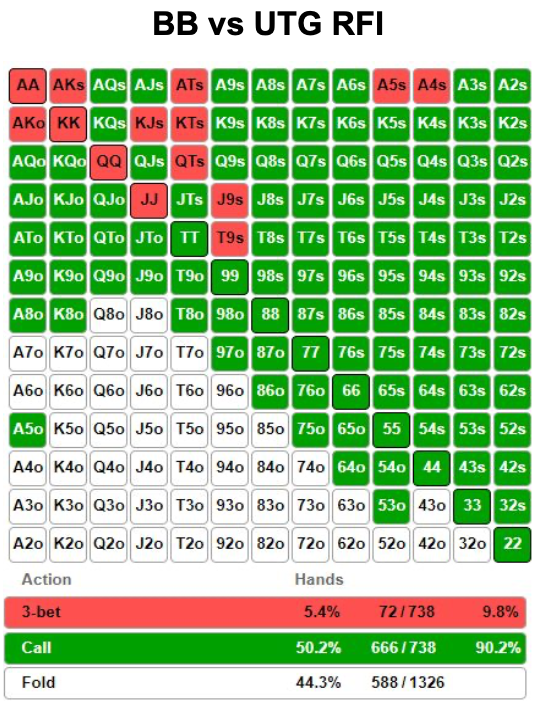 BB vs UTG RFI
AA AKs AQs AJs ATs A9s A8s A7s A6s A5s A4s A3s A2s
AKo KK KQs KJs KTs K9s K8s K7s K6s K5s K4s K3s K2s
AQo KQo QQ QJs QTs Q9s Q8s Q7s Q6s Q5s Q4s Q3s Q2s
AJo KJo QJo JJ JTs J9s J8s J7s J6s J5s J4s J3s J2s
ATo KTo QTo JTo TT T9s T8s T7s T6s T5s T4s T3s T2s
A9o K9o Q9o J9o T9o 99 98s 97s 96s 95s 94s 93s 92s
A8o K8o Q8o J8o T8o 98o 88 87s 86s 85s 84s 83s 82s
A7o K7o Q7o J7o T7o 97o 87o 77 76s 75s 74s 73s 72s
A6o K6o Q6o J6o T6o 96o 86o 76o 66 65s 64s 63s 62s
A5o K5o Q5o J5o T5o 95o 85o 75o 65o 55 54s 53s 52s
A4o K4o Q4o J4o T4o 94o 84o 74o 64o 54o 44 43s 42s
A3o K3o Q3o J3o T3o 93o 83o 73o 63o 53o 43o 33 32s
A2o K2o Q2o J2o T2o 92o 82o 72o 62o 52o 42o 32o 22
Action Hands
3-bet 5.4% 72 / 738 9.8%
Call 50.2% 666 / 738 90.2%
Fold 44.3% 588 / 1326